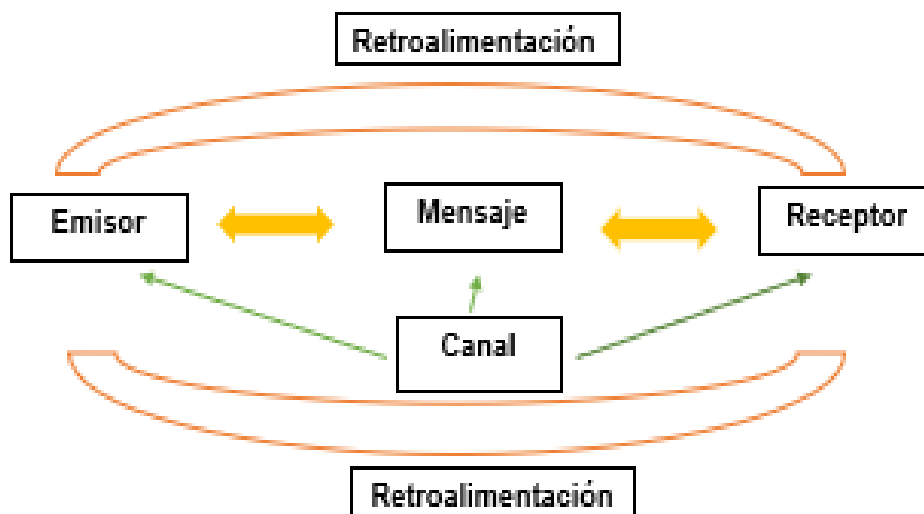 Retroalimentación
Emisor
Mensaje
Receptor
Canal
Retroalimentación